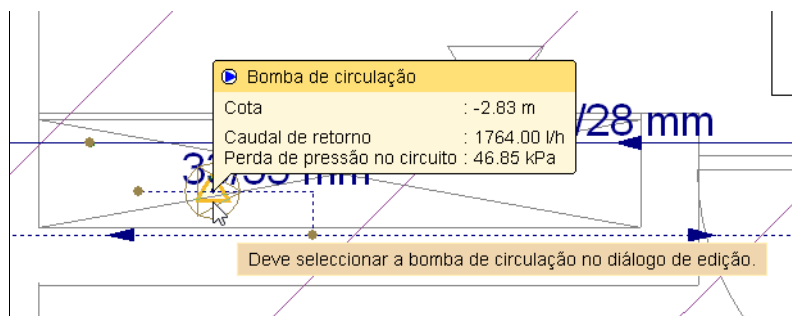 Bomba de circulação
Cota : -2.83 m
Caudal de retorno : 1764.00 l/h
Perda de pressão no circuito : 46.85 kPa
/28 mm
mm
Deve seleccionar a bomba de circulação no diálogo de edição.